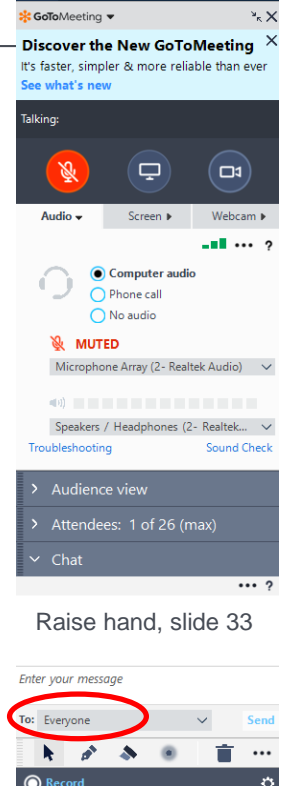 GoToMeeting
Discover the New GoToMeeting
It's faster, simpler & more reliable than ever
See what's new
Talking:
Audio Screen Webcam
?
Computer audio
Phone call
No audio
MUTED
Microphone Array (2- Realtek Audio)
Speakers / Headphones (2- Realtek...
Troubleshooting Sound Check
Audience view
Attendees: 1 of 26 (max)
Chat
?
Raise hand, slide 33
Enter your message
To: Everyone Send
Record